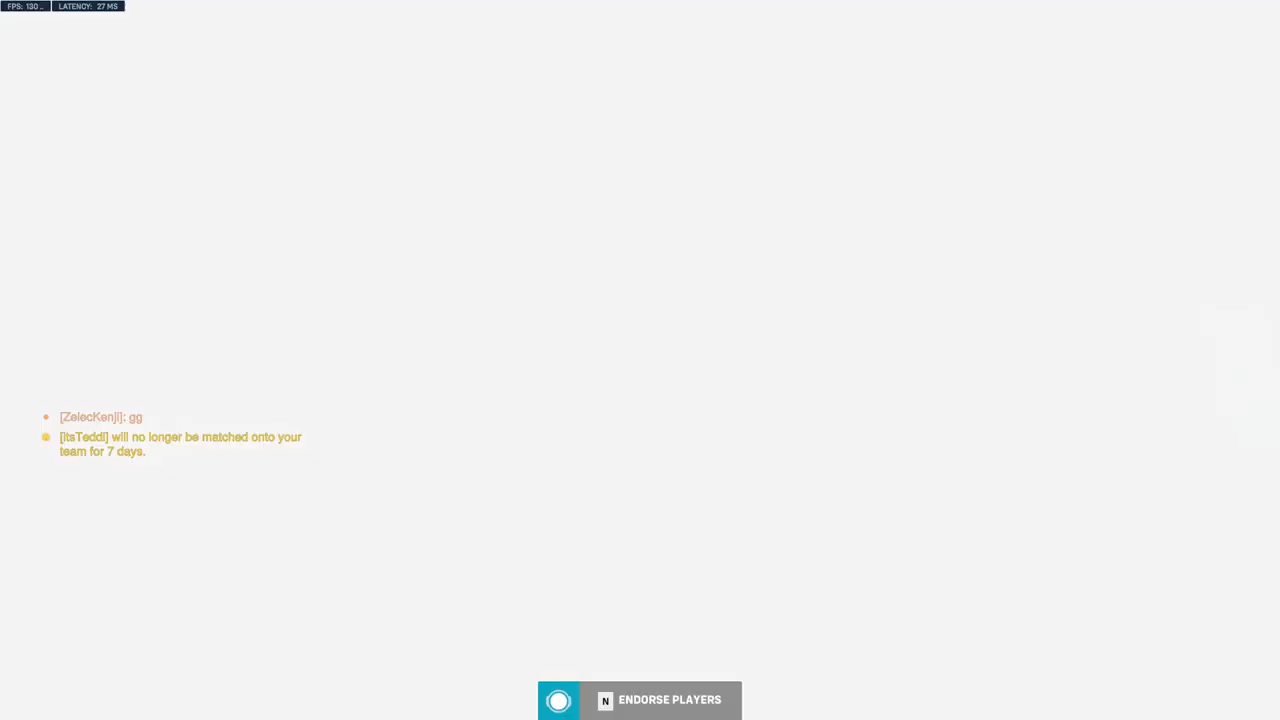 FPS: 130 ..
LATENCY: 27 MS
[ZelecKenji]: gg
[itsTeddi] will no longer be matched onto your
team for 7 days.
N ENDORSE PLAYERS